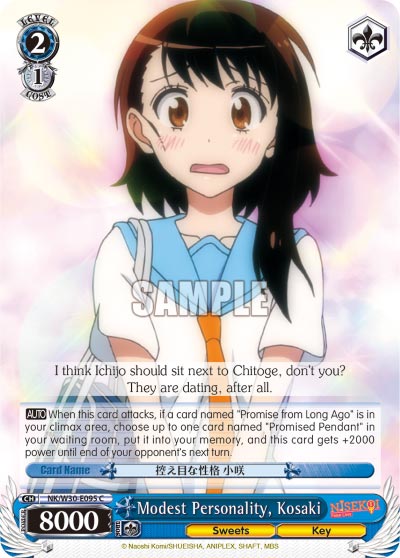 LEVEL
2
1
COST
SAMPLE
I think Ichijo should sit next to Chitoge, don't you?
They are dating, after all.
AUTO When this card attacks, if a card named "Promise from Long Ago" is in
your climax area, choose up to one card named "Promised Pendant" in
your waiting room, put it into your memory, and this card gets +2000
power until end of your opponent's next turn.
Card Name 控え目な性格 小咲
CH NK/W30-E095 C
POWER 8000
Modest Personality, Kosaki
NISEKOI
Sweets Key
©Naoshi Komi/SHUEISHA, ANIPLEX, SHAFT, MBS